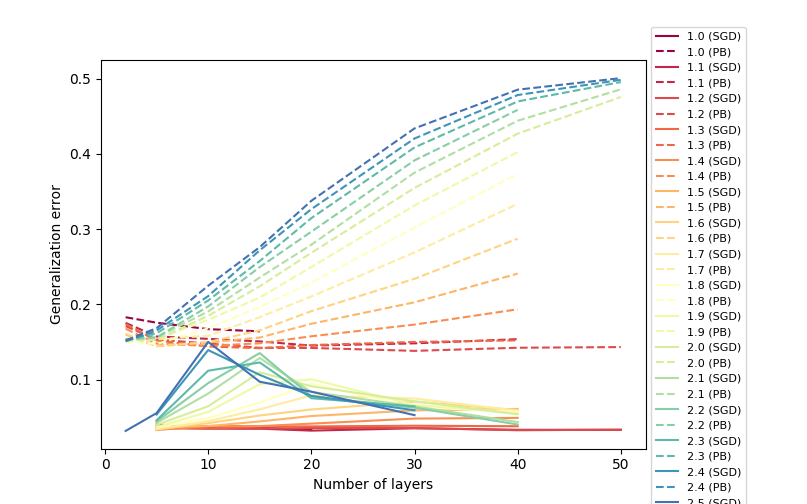 0.5
0.4
0.3
0.2
0.1
Generalization error
0
10
20
30
40
50
Number of layers
1.0 (SGD)
1.0 (PB)
1.1 (SGD)
1.1 (PB)
1.2 (SGD)
1.2 (PB)
1.3 (SGD)
1.3 (PB)
1.4 (SGD)
1.4 (PB)
1.5 (SGD)
1.5 (PB)
1.6 (SGD)
1.6 (PB)
1.7 (SGD)
1.7 (PB)
1.8 (SGD)
1.8 (PB)
1.9 (SGD)
1.9 (PB)
2.0 (SGD)
2.0 (PB)
2.1 (SGD)
2.1 (PB)
2.2 (SGD)
2.2 (PB)
2.3 (SGD)
2.3 (PB)
2.4 (SGD)
2.4 (PB)
2.5 (SGD)